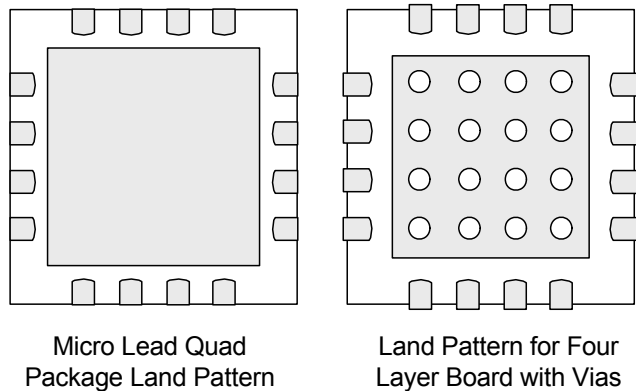 Micro Lead Quad
Package Land Pattern
Land Pattern for Four
Layer Board with Vias